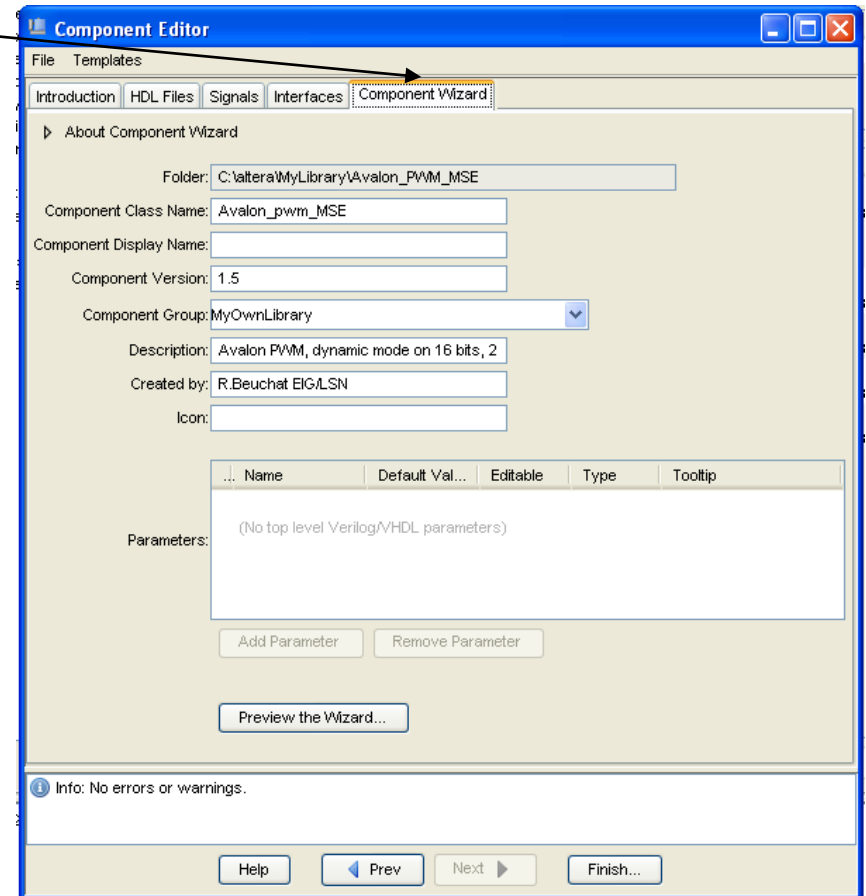 Component Editor
File Templates
Introduction HDL Files Signals Interfaces Component Wizard
About Component Wizard
Folder: C:\altera\MyLibrary\Avalon_PWM_MSE
Component Class Name: Avalon_pwm_MSE
Component Display Name:
Component Version: 1.5
Component Group: MyOwnLibrary
Description: Avalon PWM, dynamic mode on 16 bits, 2
Created by: R.Beuchat EIG/LSN
Icon:
... Name Default Val... Editable Type Tooltip
(No top level Verilog/VHDL parameters)
Parameters:
Add Parameter Remove Parameter
Preview the Wizard...
Info: No errors or warnings.
Help Prev Next Finish...